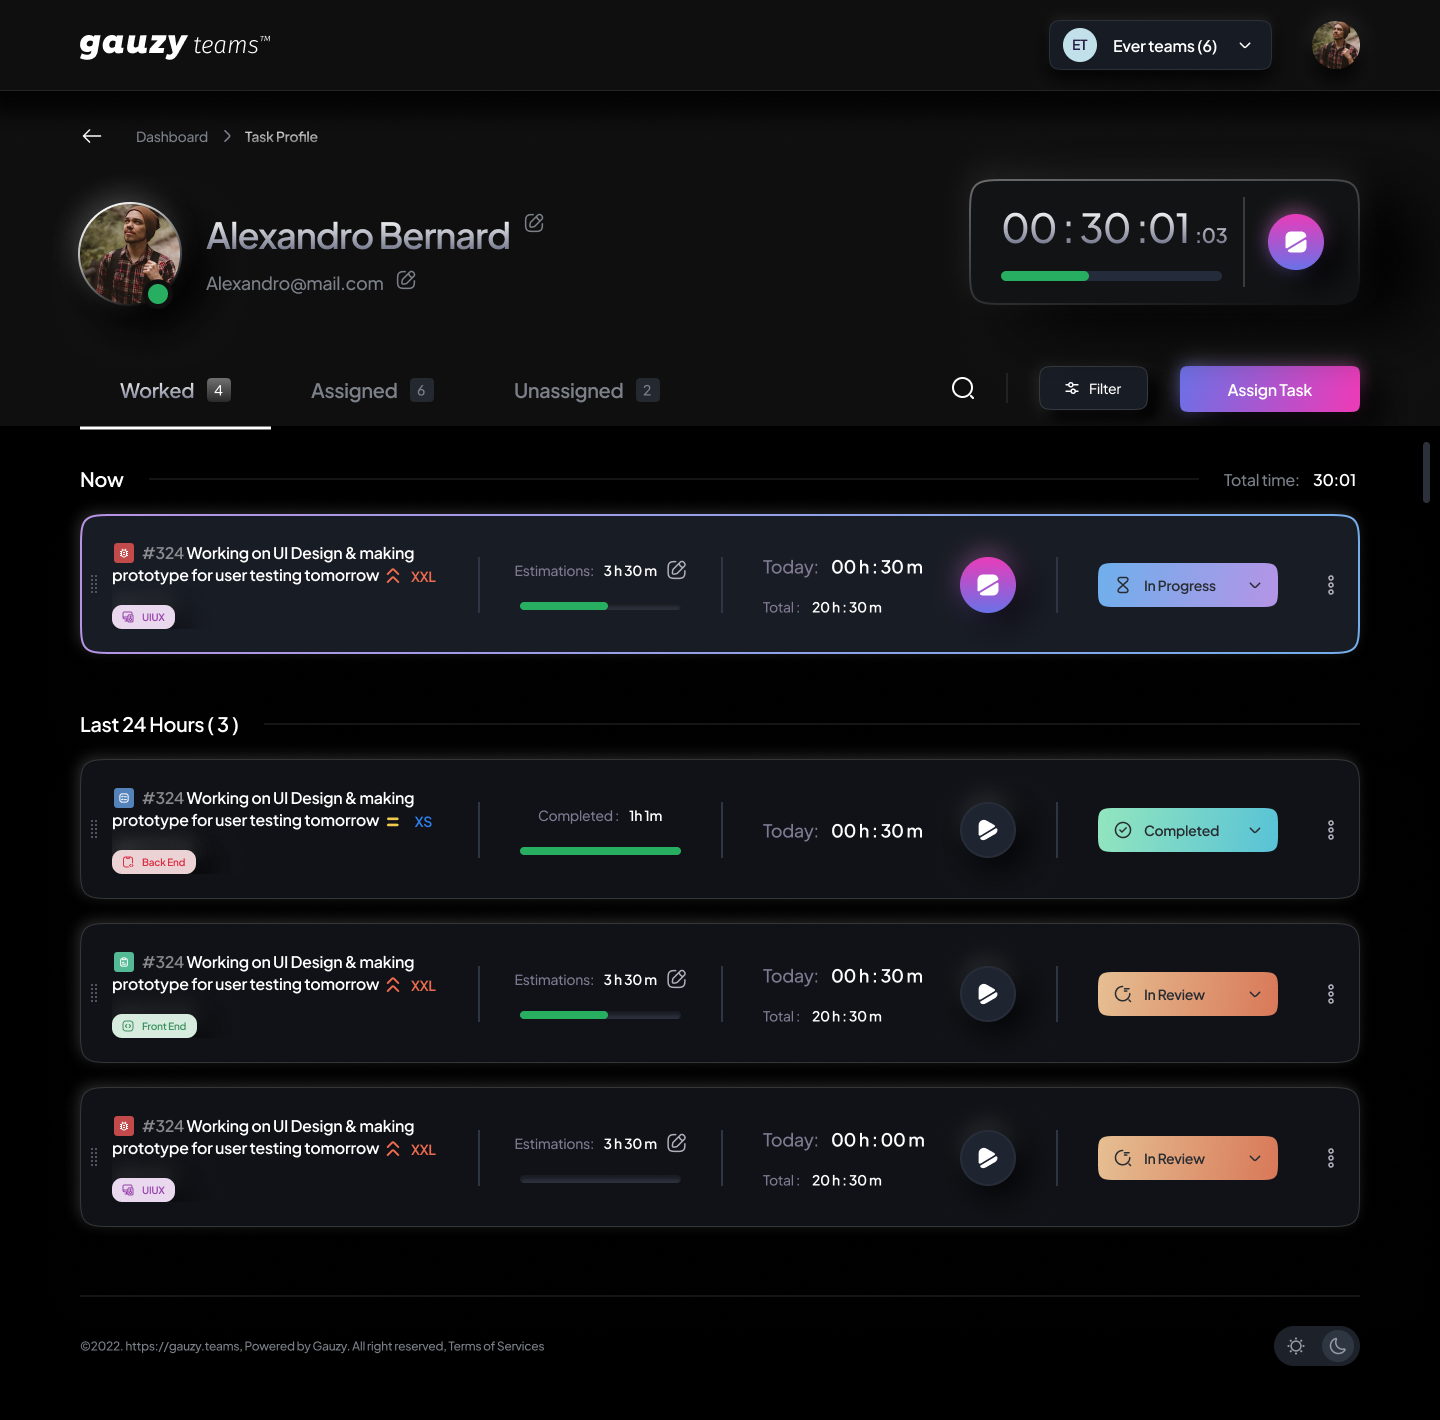 gauzy teams™
ET Ever teams (6)
Dashboard Task Profile
Alexandro Bernard
Alexandro@mail.com
00 : 30 :01 :03
Worked 4 Assigned 6 Unassigned 2 Filter Assign Task
Now Total time: 30:01
#324 Working on UI Design & making
prototype for user testing tomorrow XXL
UIUX
Estimations: 3 h 30 m
Today: 00 h : 30 m
Total : 20 h : 30 m
In Progress
Last 24 Hours ( 3 )
#324 Working on UI Design & making
prototype for user testing tomorrow XS
Back End
Completed : 1h 1m
Today: 00 h : 30 m
Completed
#324 Working on UI Design & making
prototype for user testing tomorrow XXL
Front End
Estimations: 3 h 30 m
Today: 00 h : 30 m
Total : 20 h : 30 m
In Review
#324 Working on UI Design & making
prototype for user testing tomorrow XXL
UIUX
Estimations: 3 h 30 m
Today: 00 h : 00 m
Total : 20 h : 30 m
In Review
©2022. https://gauzy.teams, Powered by Gauzy. All right reserved, Terms of Services